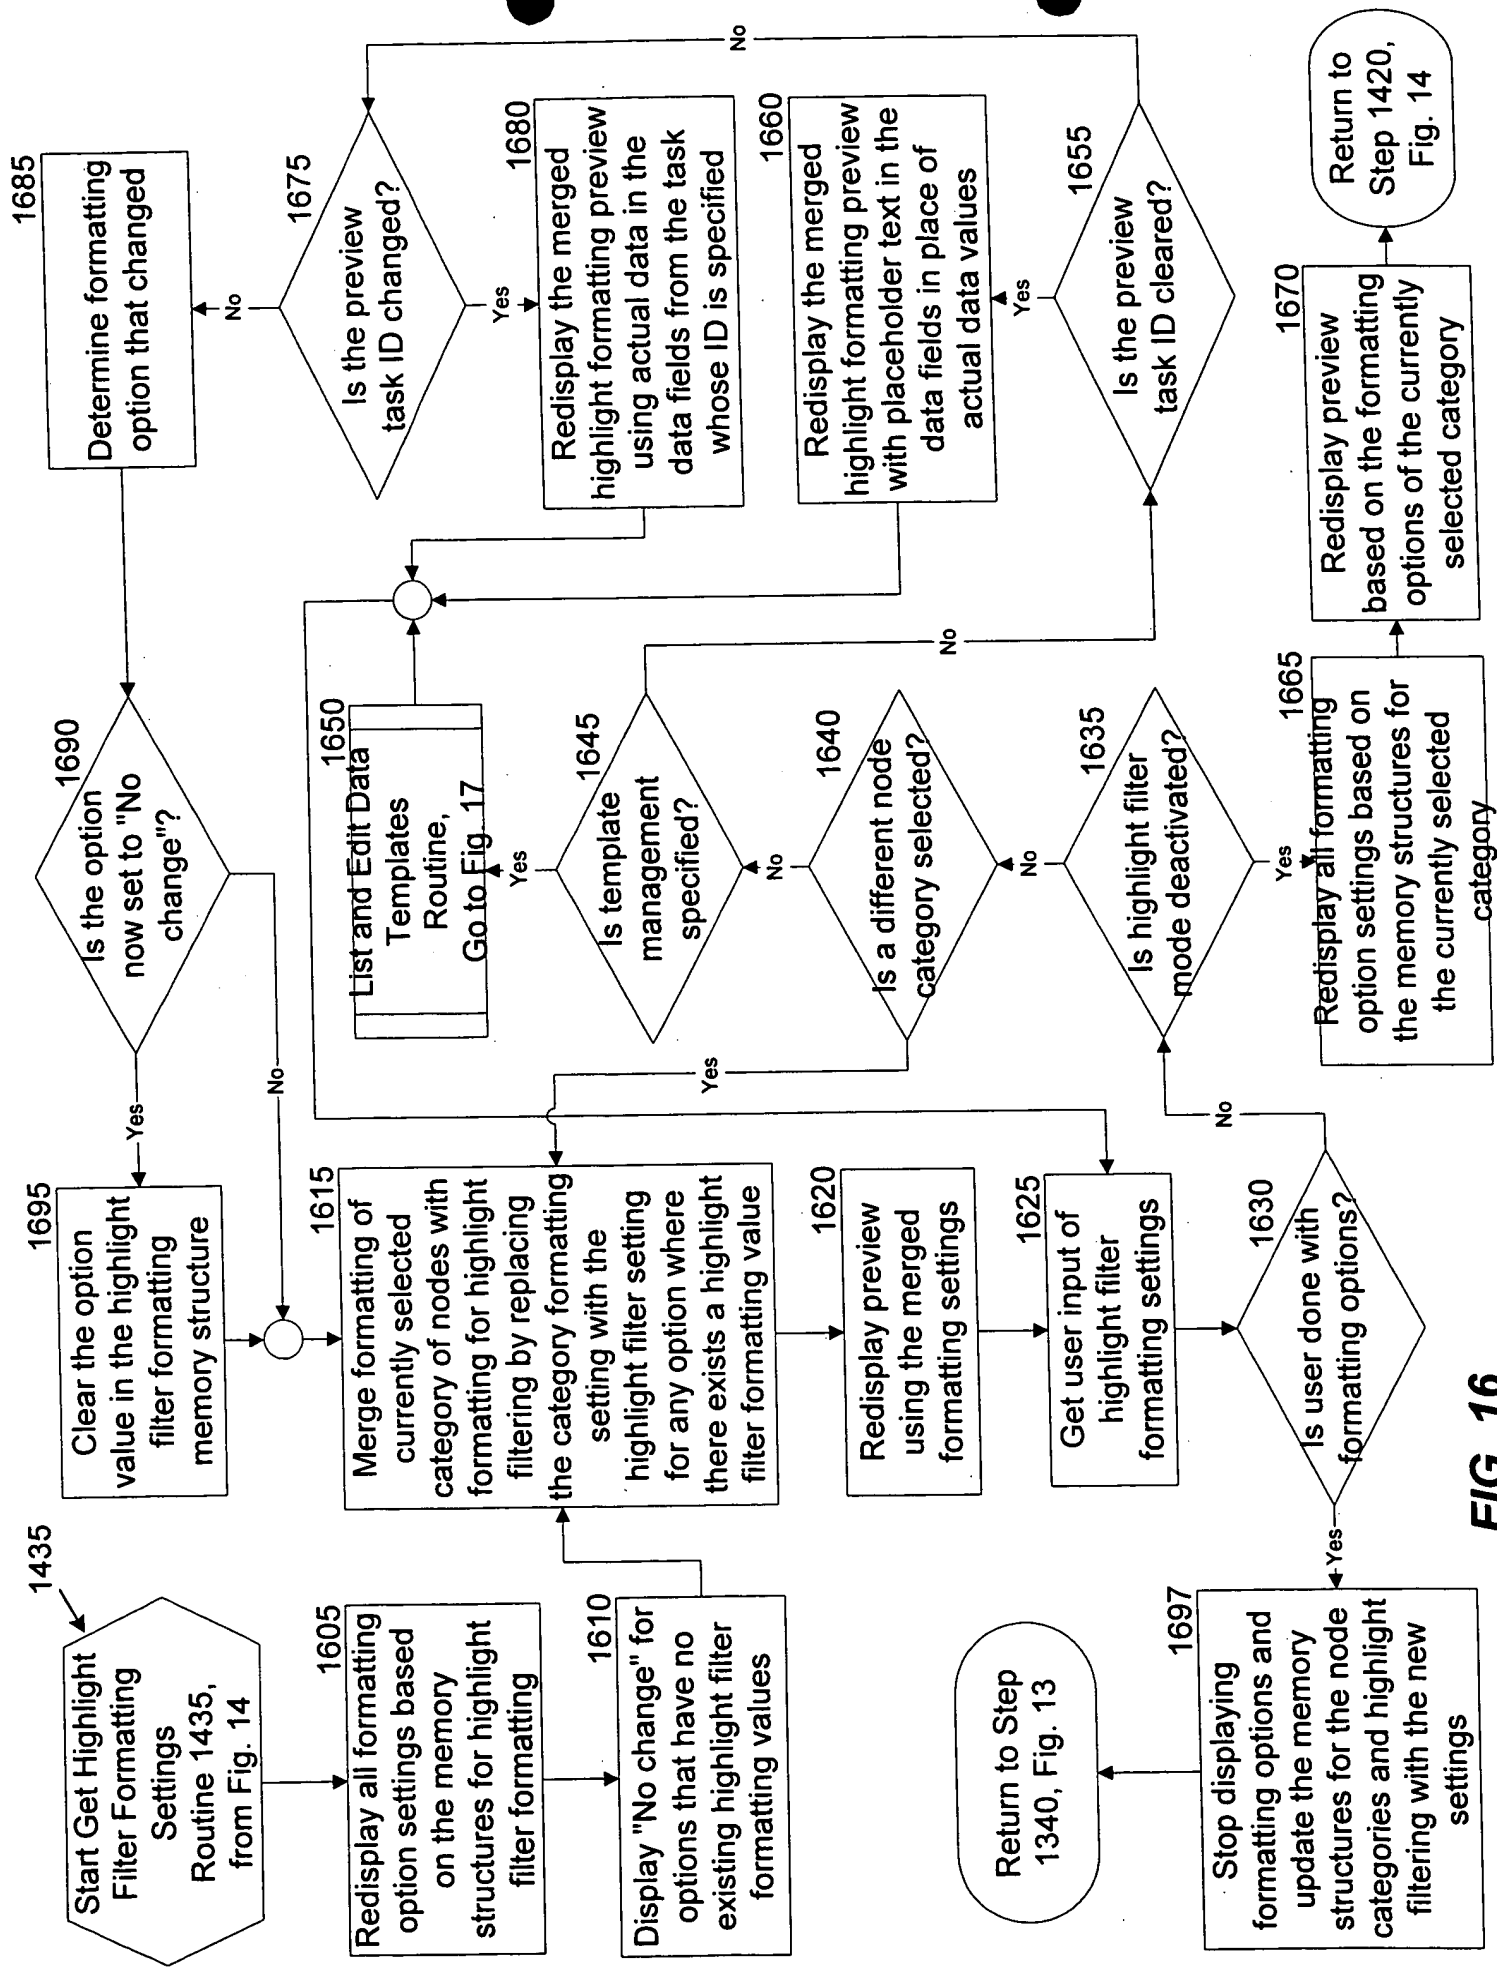 1435
Start Get Highlight
Filter Formatting
Settings
Routine 1435,
from Fig. 14
1605
Redisplay all formatting
option settings based
on the memory
structures for highlight
filter formatting
1610
Display "No change" for
options that have no
existing highlight filter
formatting values
Return to Step
1340, Fig. 13
1697
Stop displaying
formatting options and
update the memory
structures for the node
categories and highlight
filtering with the new
settings
1695
Clear the option
value in the highlight
filter formatting
memory structure
1615
Merge formatting of
currently selected
category of nodes with
formatting for highlight
filtering by replacing
the category formatting
setting with the
highlight filter setting
for any option where
there exists a highlight
filter formatting value
1620
Redisplay preview
using the merged
formatting settings
1625
Get user input of
highlight filter
formatting settings
1630
Is user done with
formatting options?
Yes
No
1690
Is the option
now set to "No
change"?
Yes
No
1650
List and Edit Data
Templates
Routine,
Go to Fig. 17
1645
Is template
management
specified?
Yes
No
1640
Is a different node
category selected?
Yes
No
1635
Is highlight filter
mode deactivated?
No
Yes
1665
Redisplay all formatting
option settings based on
the memory structures for
the currently selected
category
1685
Determine formatting
option that changed
1675
Is the preview
task ID changed?
No
Yes
1680
Redisplay the merged
highlight formatting preview
using actual data in the
data fields from the task
whose ID is specified
1660
Redisplay the merged
highlight formatting preview
with placeholder text in the
data fields in place of
actual data values
1655
Is the preview
task ID cleared?
Yes
No
1670
Redisplay preview
based on the formatting
options of the currently
selected category
Return to
Step 1420,
Fig. 14
FIG. 16